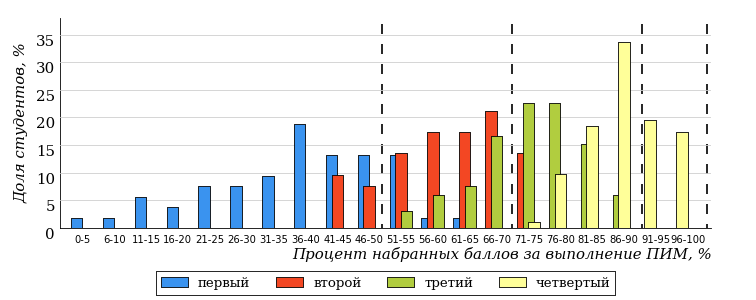 Доля студентов, %
35
30
25
20
15
10
5
0
0-5 6-10 11-15 16-20 21-25 26-30 31-35 36-40 41-45 46-50 51-55 56-60 61-65 66-70 71-75 76-80 81-85 86-90 91-95 96-100
Процент набранных баллов за выполнение ПИМ, %
первый второй третий четвертый